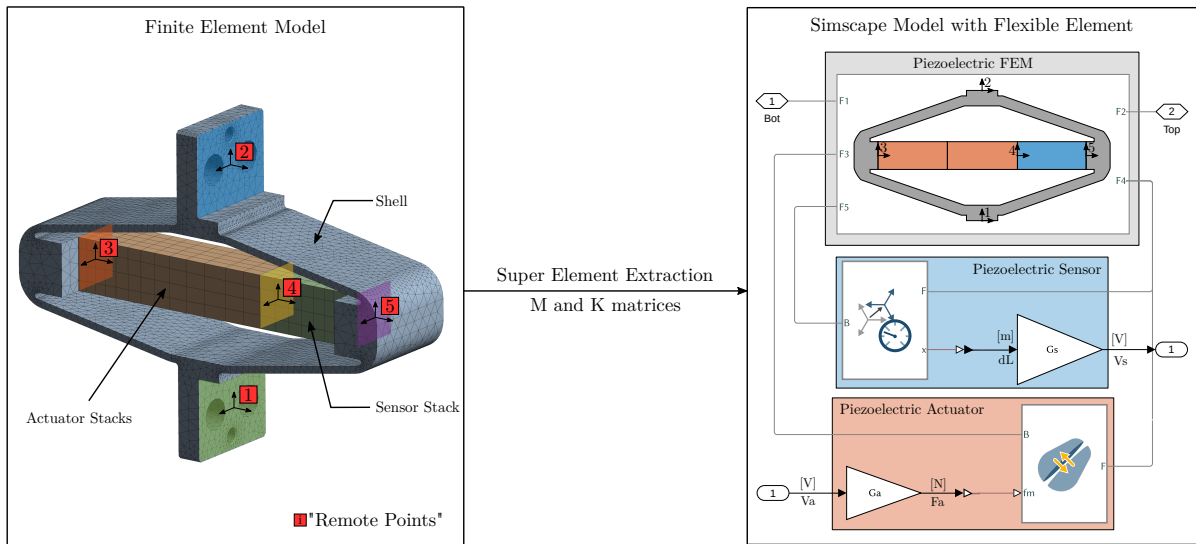 Finite Element Model
2
3
Shell
4
5
1
Actuator Stacks
Sensor Stack
i "Remote Points"
Super Element Extraction
M and K matrices
Simscape Model with Flexible Element
Piezoelectric FEM
1
Bot
F1
F3
F5
2
3
4
5
1
F2
F4
2
Top
Piezoelectric Sensor
B
F
x
[m]
dL
Gs
[V]
Vs
1
Piezoelectric Actuator
1
[V]
Va
Ga
[N]
Fa
B
fm
F